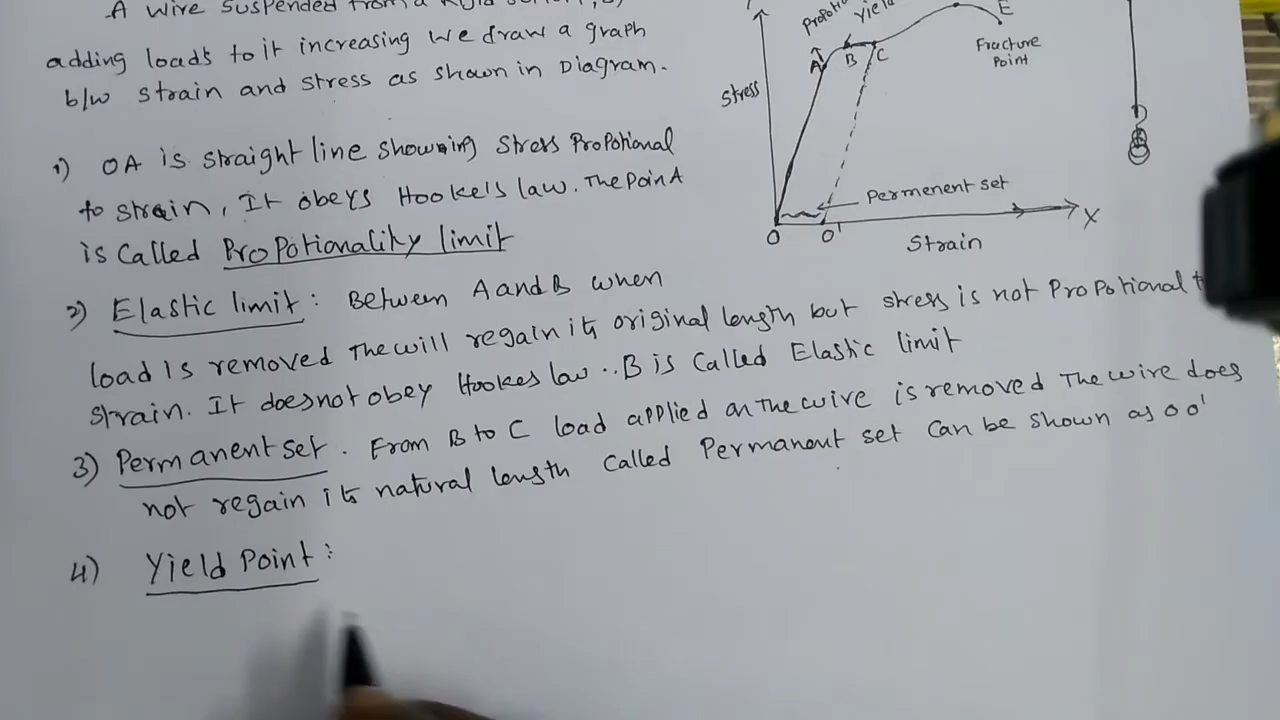 A wire suspended from a
adding loads to it increasing we draw a graph
b/w strain and stress as shown in Diagram.
1) OA is straight line showing stress Propotional
to strain, It obeys Hooke's law. The Poin A
is Called Propotionality limit
2) Elastic limit: Between A and B when
load is removed The will regain its original length but stress is not Propotional t
strain. It doesnot obey Hookes law ∴ B is Called Elastic limit
3) Permanent set. From B to C load applied on the wire is removed The wire does
not regain its natural length Called Permanent set Can be shown as OO'
4) Yield Point:
Yield
E
Fracture
Point
A
B
C
Stress
Permenent set
O
O'
X
Strain